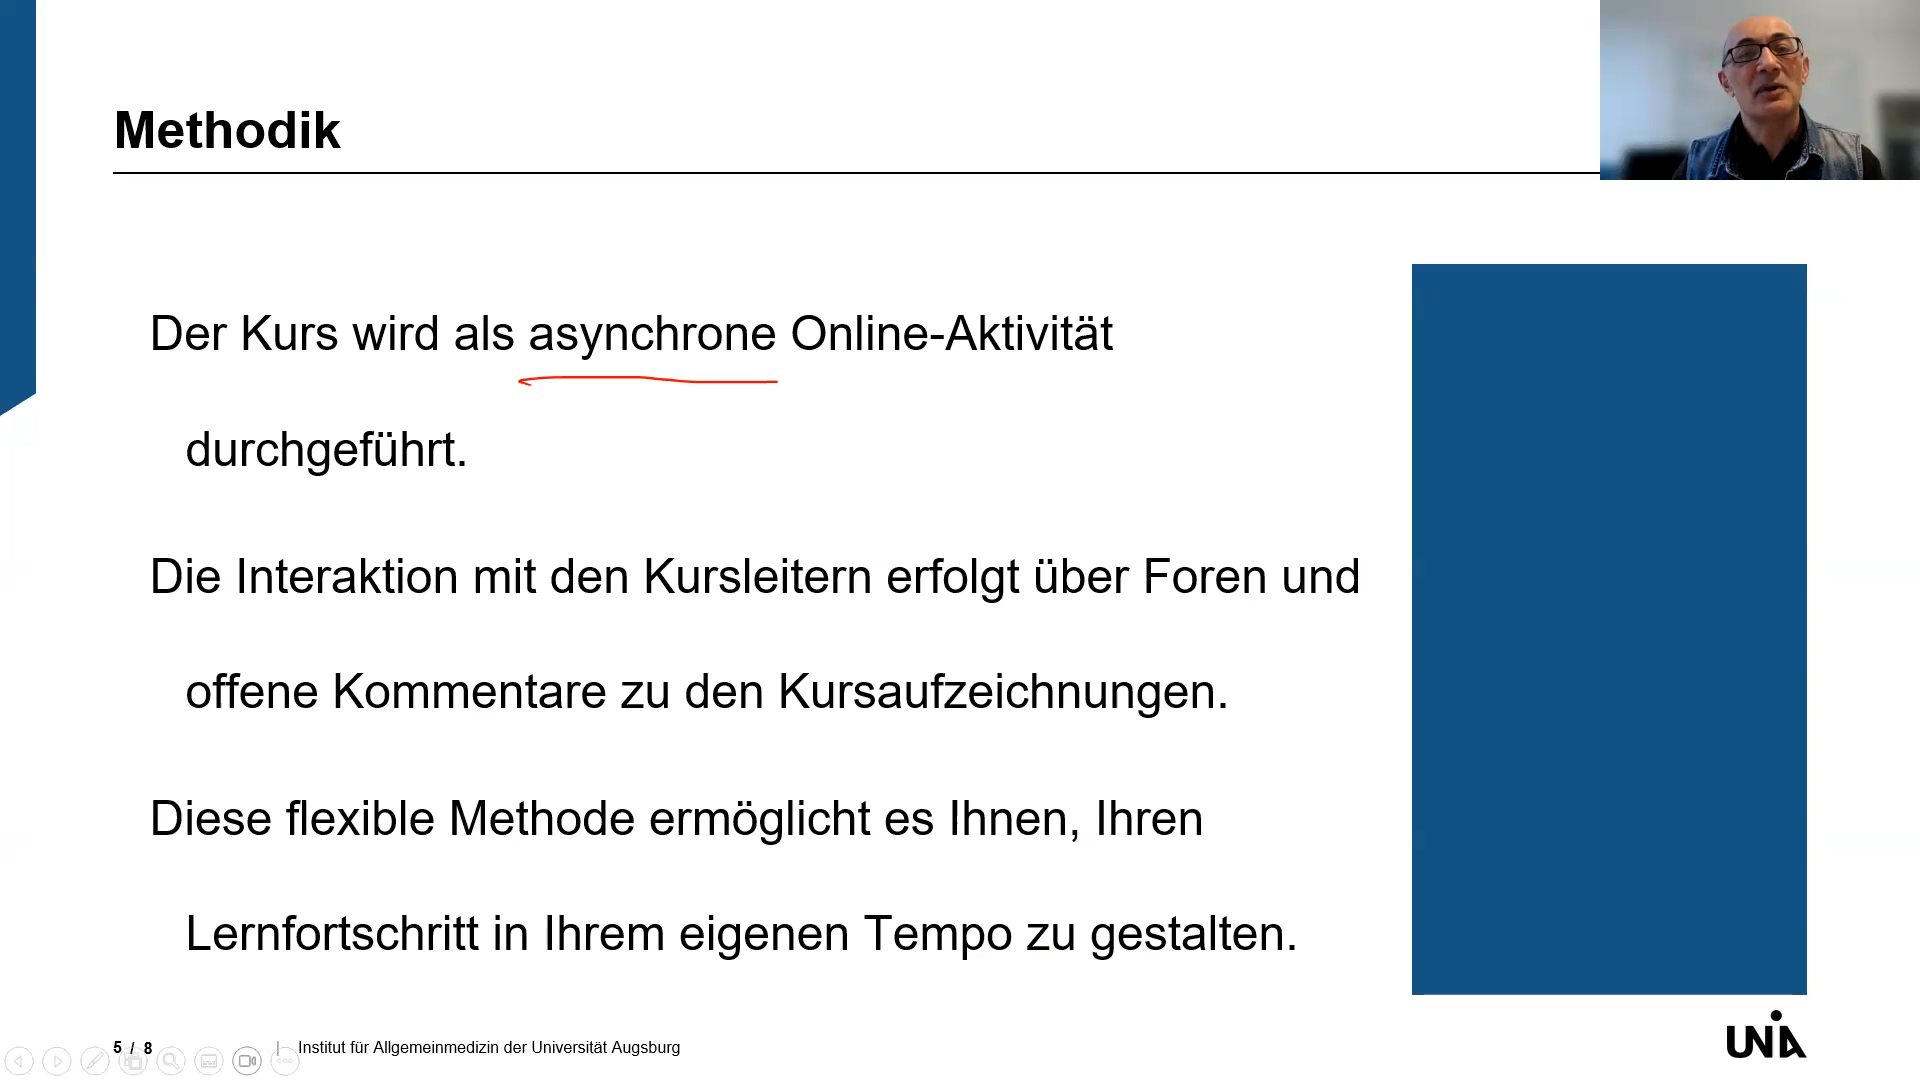 Methodik
Der Kurs wird als asynchrone Online-Aktivität
durchgeführt.
Die Interaktion mit den Kursleitern erfolgt über Foren und
offene Kommentare zu den Kursaufzeichnungen.
Diese flexible Methode ermöglicht es Ihnen, Ihren
Lernfortschritt in Ihrem eigenen Tempo zu gestalten.
5 / 8 | Institut für Allgemeinmedizin der Universität Augsburg
UNIA